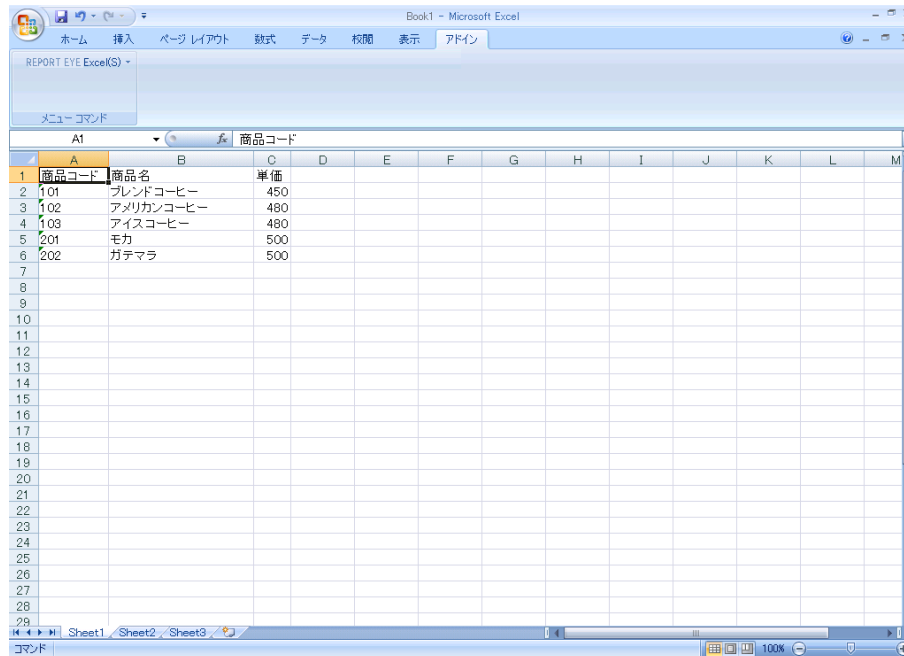 Book1 - Microsoft Excel
ホーム 挿入 ページ レイアウト 数式 データ 校閲 表示 アドイン
REPORT EYE Excel(S)
メニュー コマンド
A1 fx 商品コード
A B C D E F G H I J K L M
1 商品コード 商品名 単価
2 101 ブレンドコーヒー 450
3 102 アメリカンコーヒー 480
4 103 アイスコーヒー 480
5 201 モカ 500
6 202 ガテマラ 500
7
8
9
10
11
12
13
14
15
16
17
18
19
20
21
22
23
24
25
26
27
28
29
Sheet1 Sheet2 Sheet3
コマンド 100%